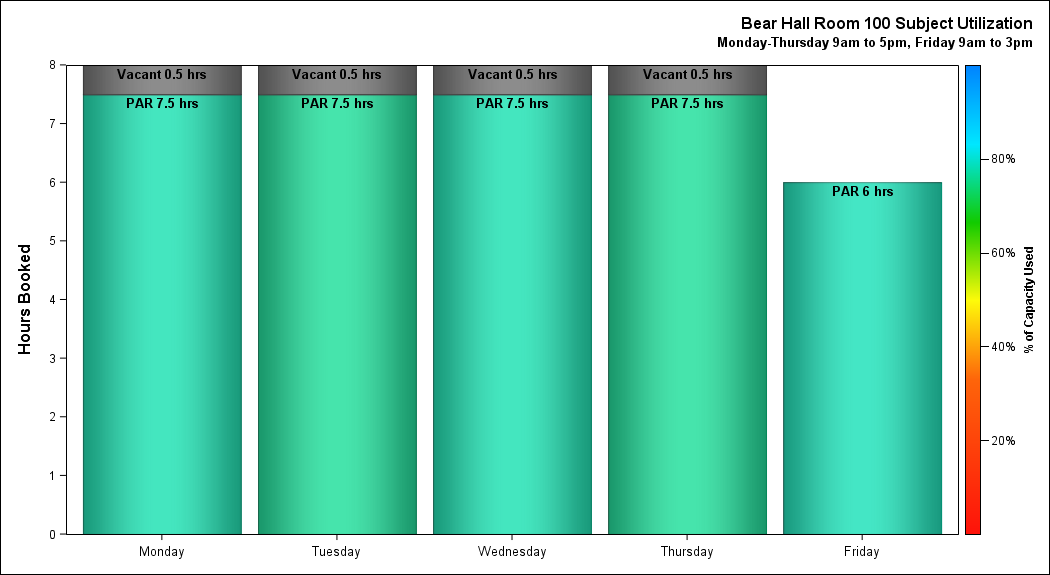 Bear Hall Room 100 Subject Utilization
Monday-Thursday 9am to 5pm, Friday 9am to 3pm
Hours Booked
8
7
6
5
4
3
2
1
0
Vacant 0.5 hrs
PAR 7.5 hrs
Vacant 0.5 hrs
PAR 7.5 hrs
Vacant 0.5 hrs
PAR 7.5 hrs
Vacant 0.5 hrs
PAR 7.5 hrs
PAR 6 hrs
Monday
Tuesday
Wednesday
Thursday
Friday
80%
60%
40%
20%
% of Capacity Used